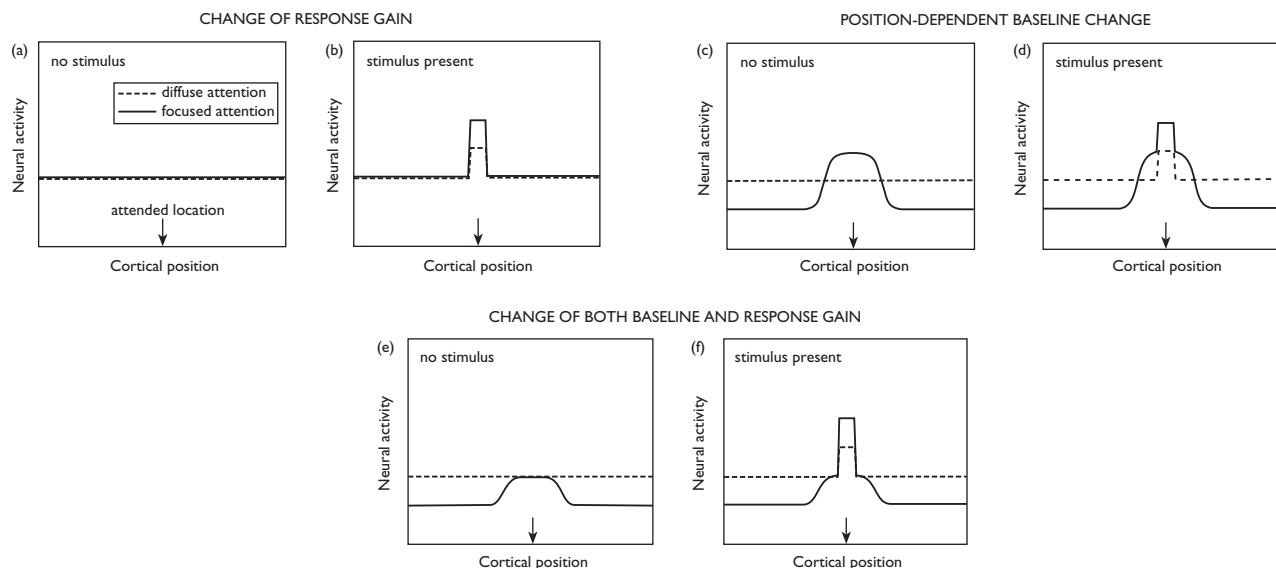 CHANGE OF RESPONSE GAIN
(a)
no stimulus
diffuse attention
focused attention
attended location
Neural activity
Cortical position
(b)
stimulus present
Neural activity
Cortical position
POSITION-DEPENDENT BASELINE CHANGE
(c)
no stimulus
Neural activity
Cortical position
(d)
stimulus present
Neural activity
Cortical position
CHANGE OF BOTH BASELINE AND RESPONSE GAIN
(e)
no stimulus
Neural activity
Cortical position
(f)
stimulus present
Neural activity
Cortical position